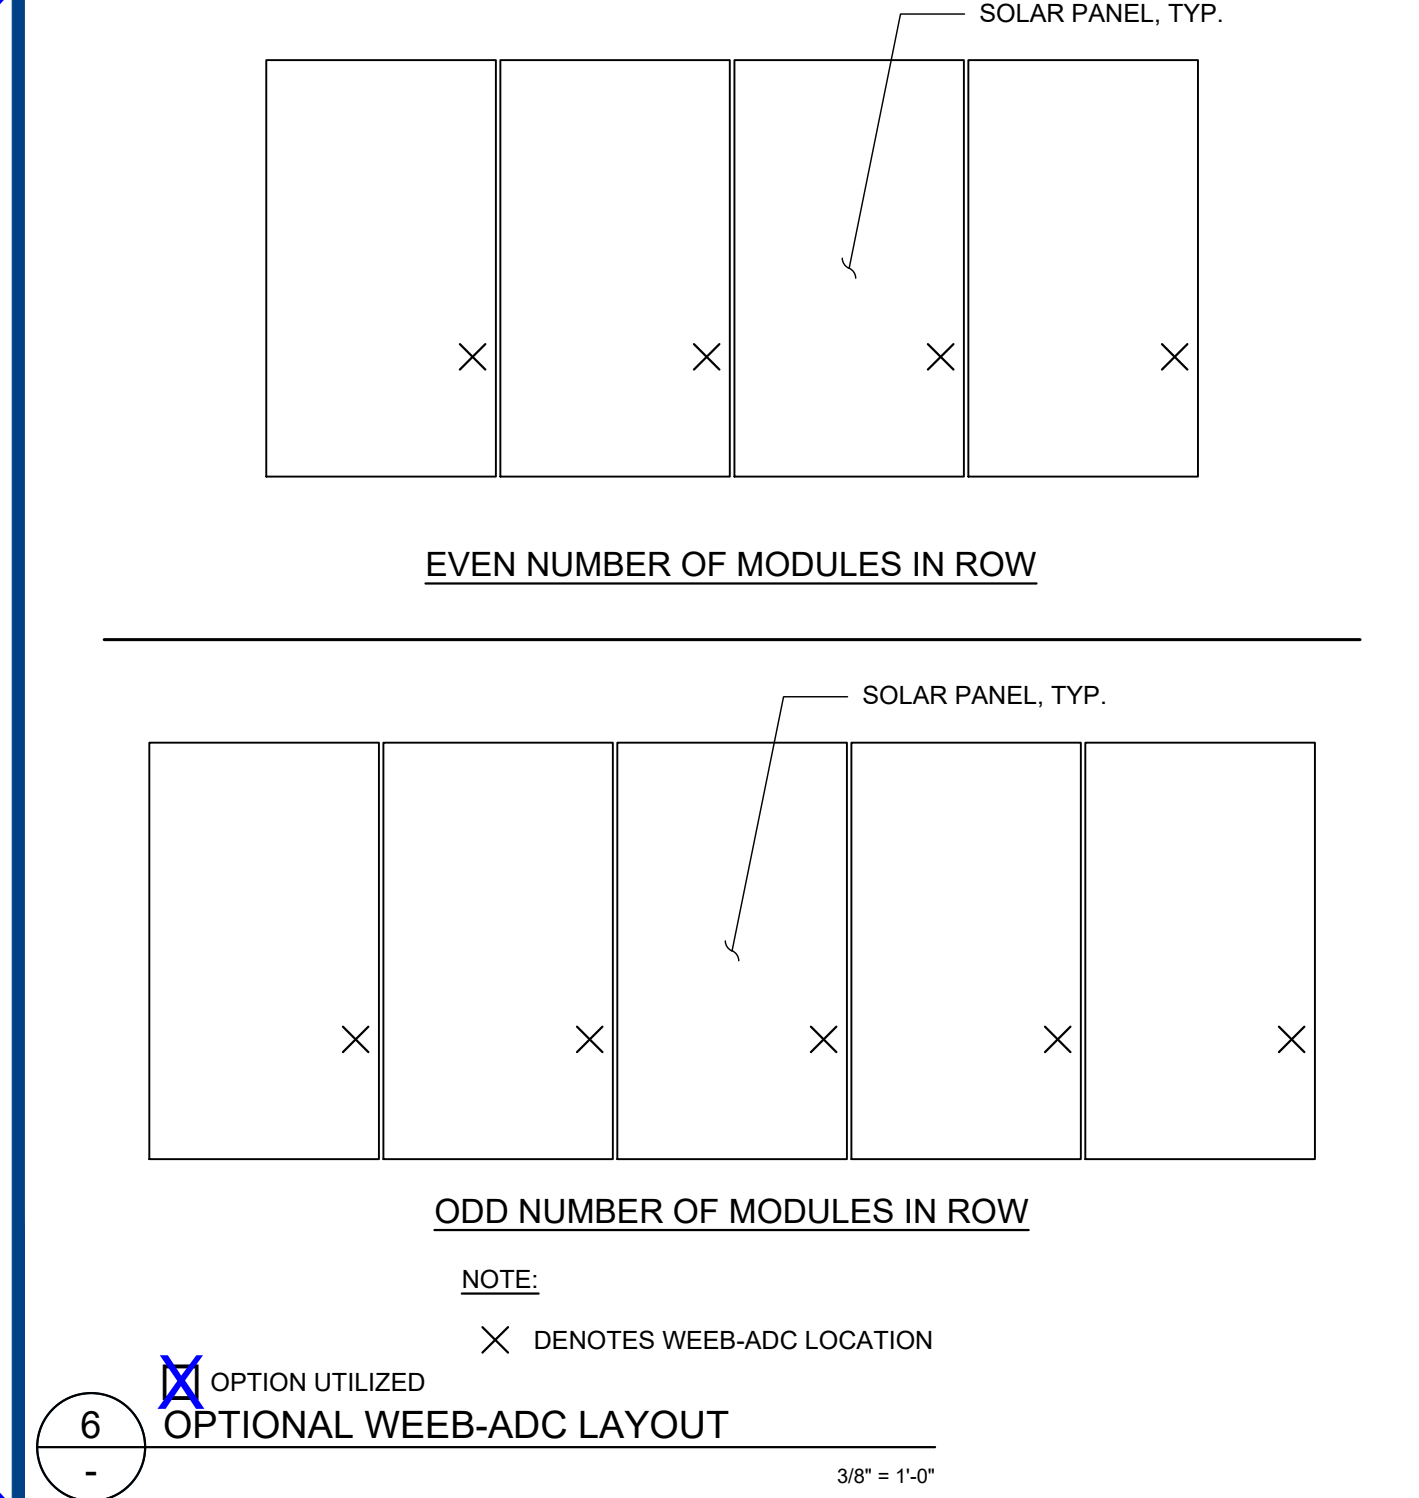 SOLAR PANEL, TYP.
EVEN NUMBER OF MODULES IN ROW
SOLAR PANEL, TYP.
ODD NUMBER OF MODULES IN ROW
NOTE:
DENOTES WEEB-ADC LOCATION
X OPTION UTILIZED
6
OPTIONAL WEEB-ADC LAYOUT
-
3/8" = 1'-0"